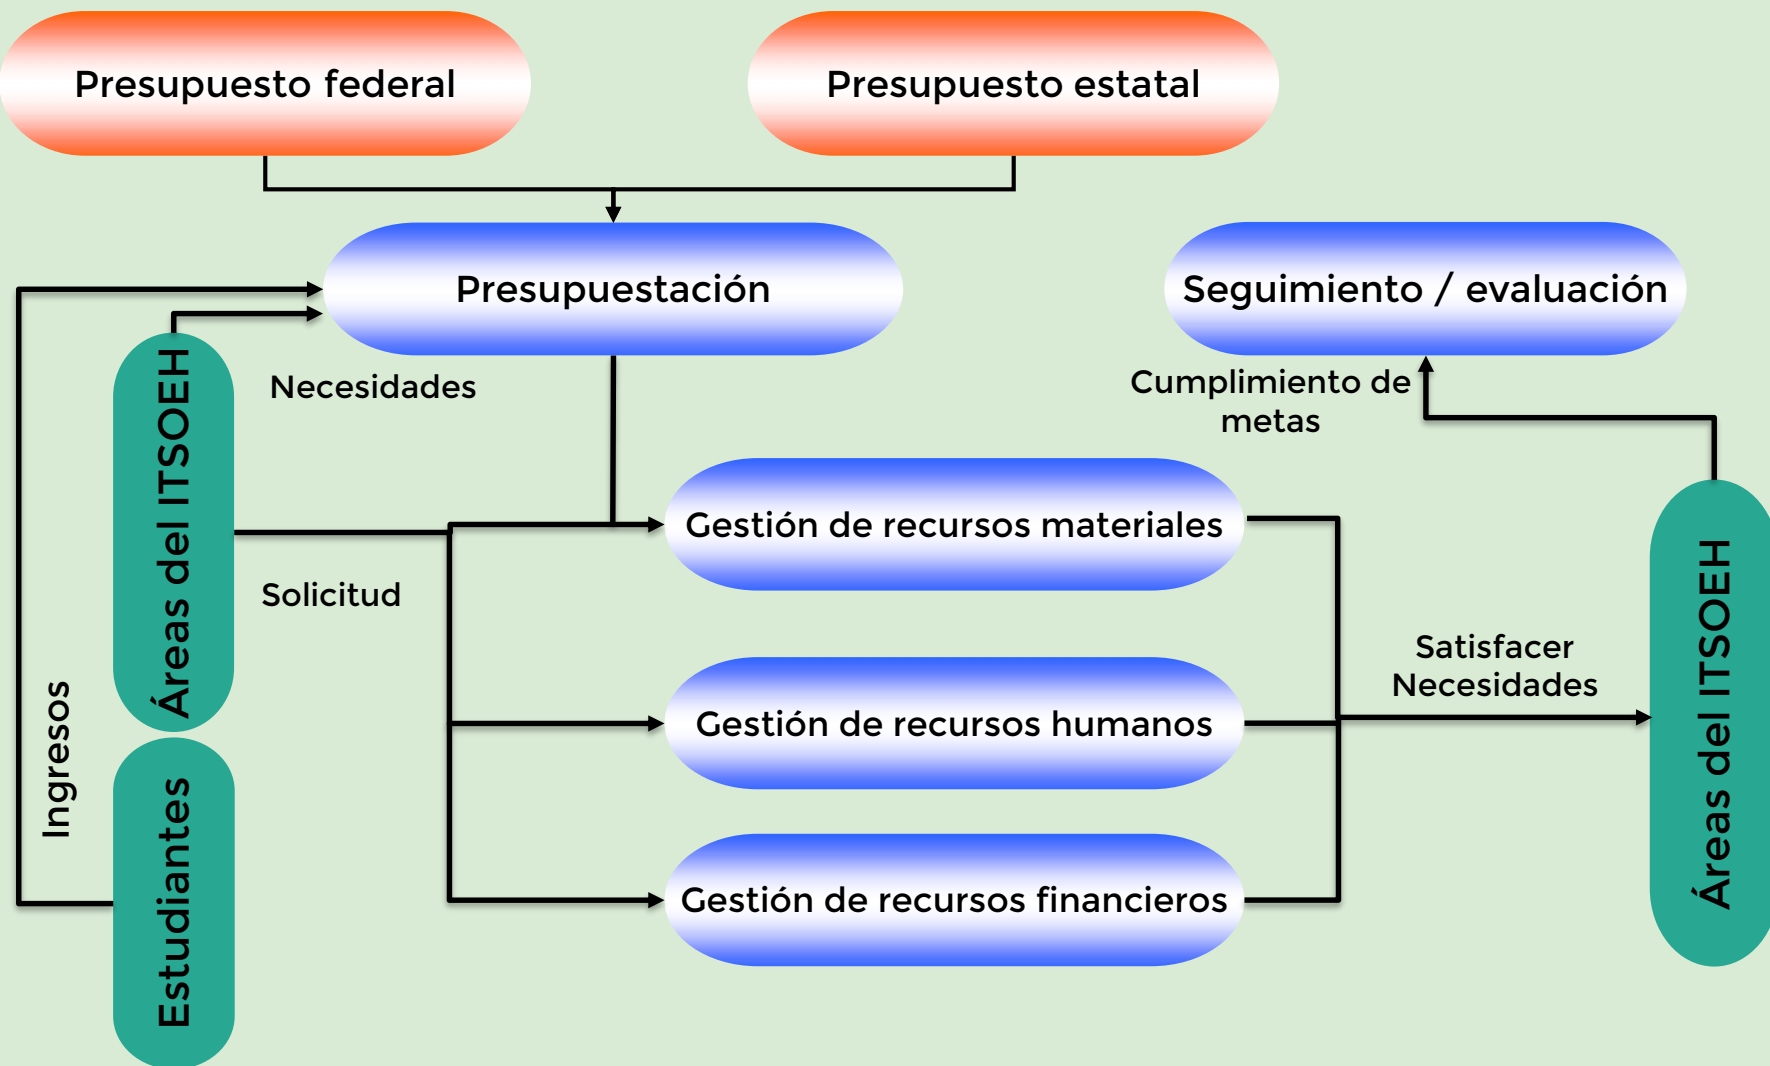 Presupuesto federal
Presupuesto estatal
Presupuestación
Seguimiento / evaluación
Necesidades
Cumplimiento de
metas
Áreas del ITSOEH
Gestión de recursos materiales
Solicitud
Satisfacer
Necesidades
Áreas del ITSOEH
Ingresos
Gestión de recursos humanos
Estudiantes
Gestión de recursos financieros